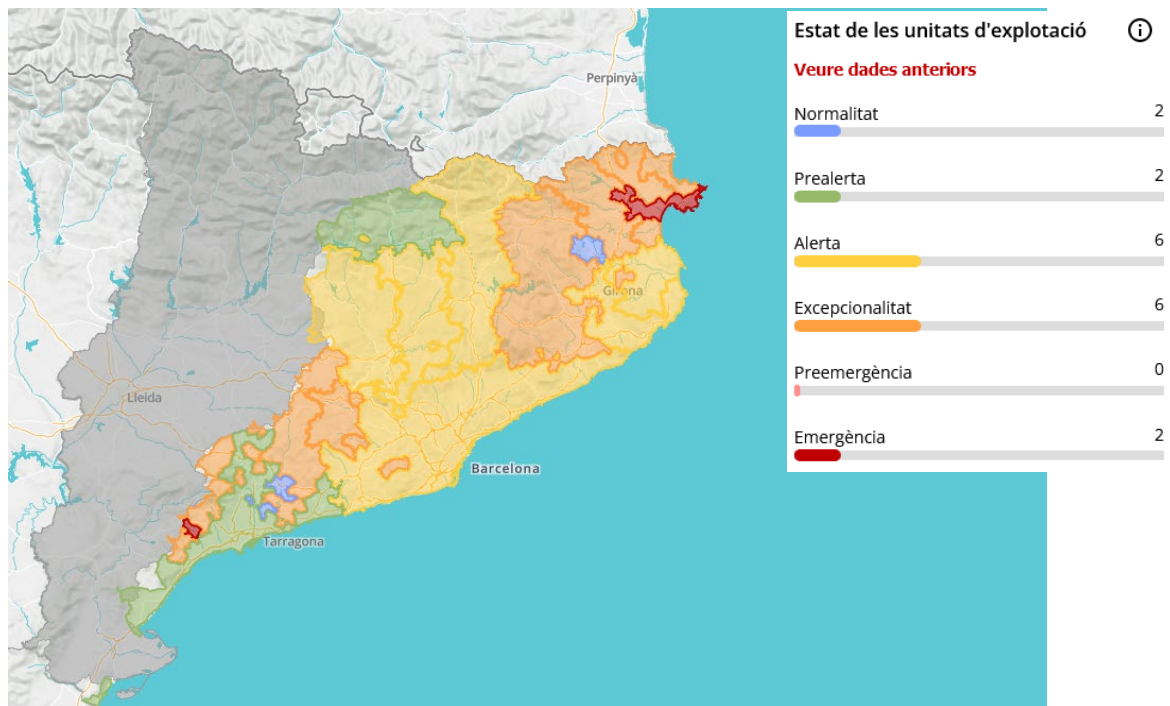 Estat de les unitats d'explotació
Veure dades anteriors
Normalitat 2
Prealerta 2
Alerta 6
Excepcionalitat 6
Preemergència 0
Emergència 2
Perpinyà
Girona
Lleida
Barcelona
Tarragona